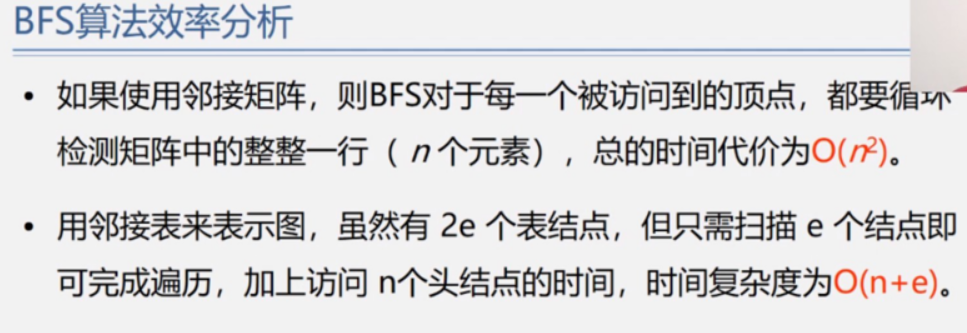 BFS算法效率分析
• 如果使用邻接矩阵，则BFS对于每一个被访问到的顶点，都要循环
检测矩阵中的整整一行（ n 个元素），总的时间代价为O(n²)。
• 用邻接表来表示图，虽然有 2e 个表结点，但只需扫描 e 个结点即
可完成遍历，加上访问 n个头结点的时间，时间复杂度为O(n+e)。